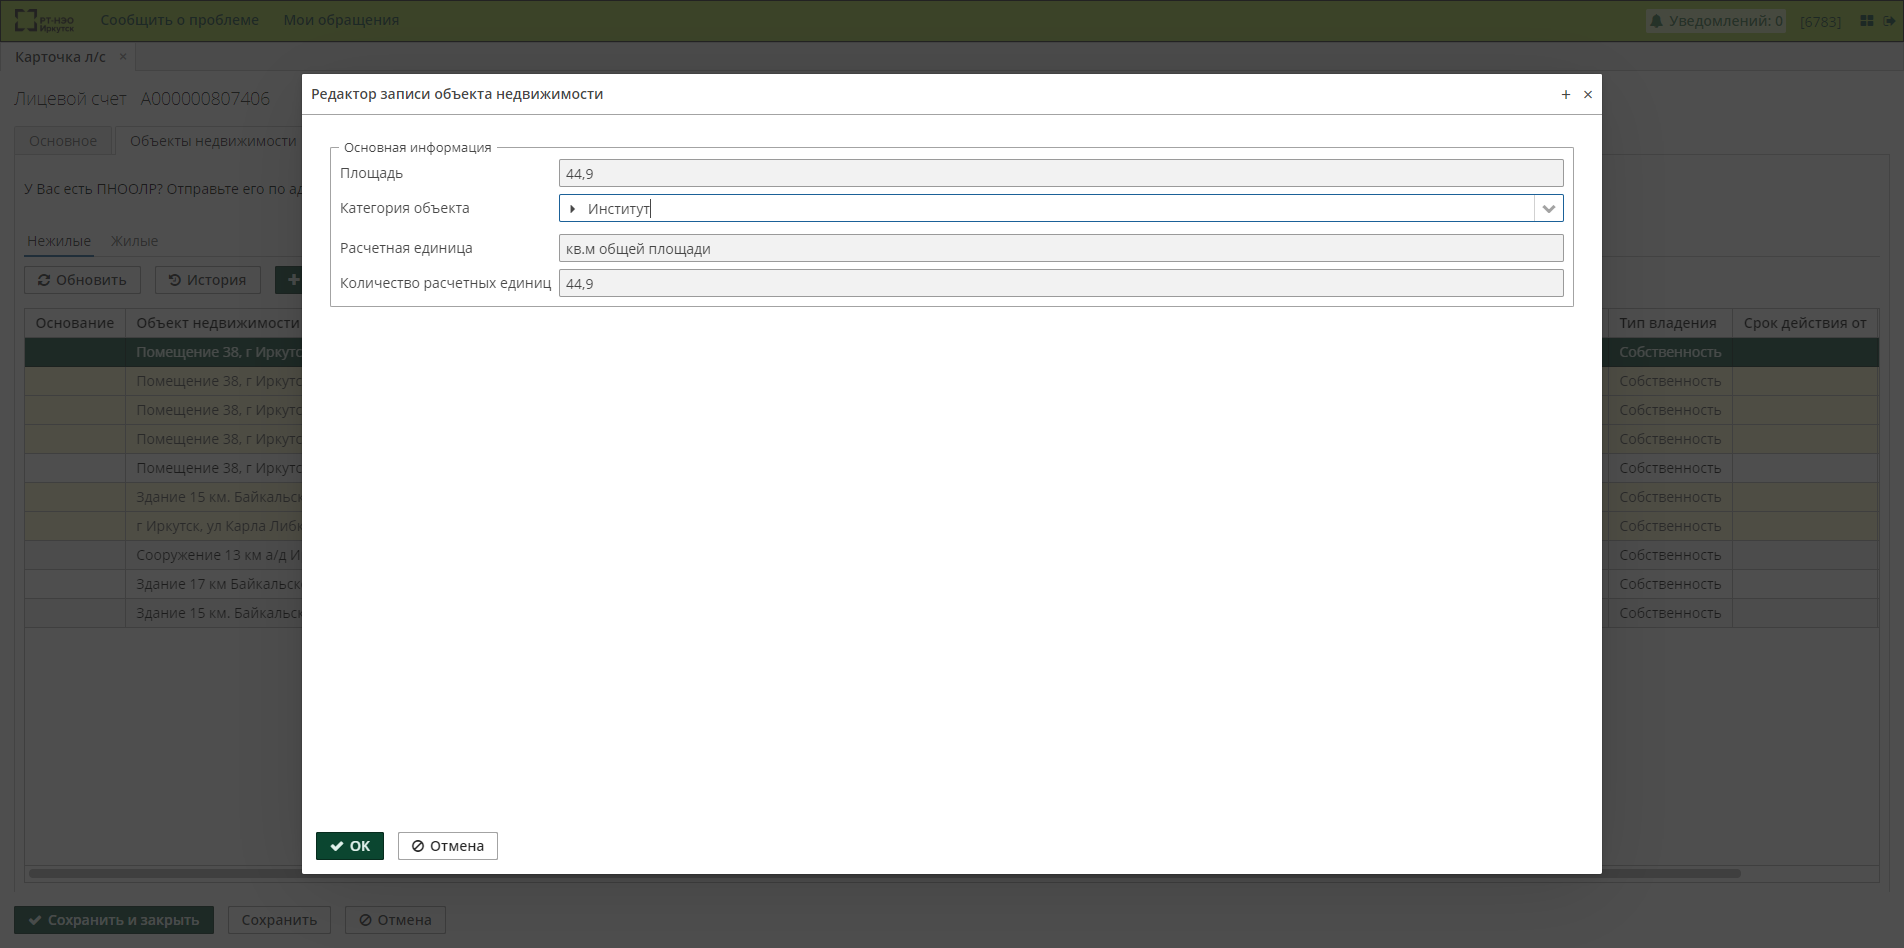 РТ-НЭО Иркутск
Сообщить о проблеме
Мои обращения
Уведомлений: 0
[6783]
Карточка л/с ×
Лицевой счет А000000807406
Основное
Объекты недвижимости
У Вас есть ПНООЛР? Отправьте его по ад
Нежилые
Жилые
Обновить
История
Основание
Объект недвижимости
Тип владения
Срок действия от
Помещение 38, г Иркутс
Собственность
Помещение 38, г Иркутс
Собственность
Помещение 38, г Иркутс
Собственность
Помещение 38, г Иркутс
Собственность
Помещение 38, г Иркутс
Собственность
Здание 15 км. Байкальск
Собственность
г Иркутск, ул Карла Либк
Собственность
Сооружение 13 км а/д И
Собственность
Здание 17 км Байкальск
Собственность
Здание 15 км. Байкальск
Собственность
Редактор записи объекта недвижимости
Основная информация
Площадь
44,9
Категория объекта
Институт
Расчетная единица
кв.м общей площади
Количество расчетных единиц
44,9
ОК
Отмена
Сохранить и закрыть
Сохранить
Отмена